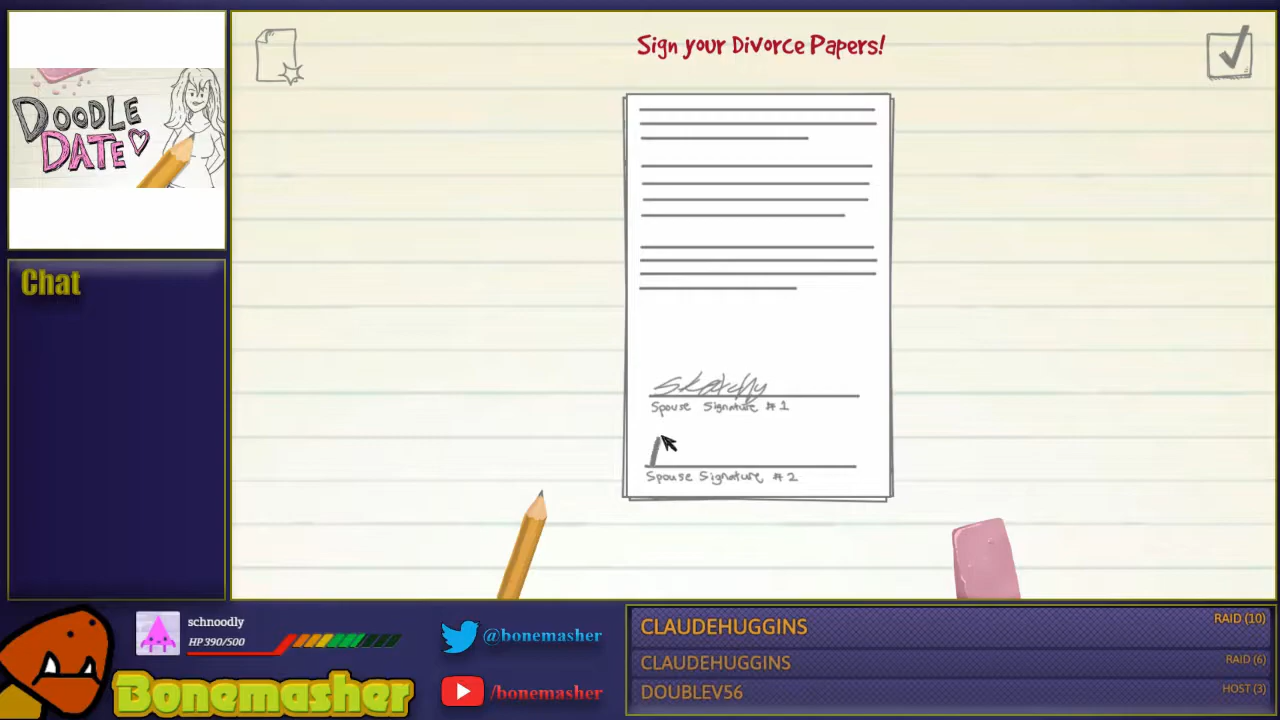 Sign your Divorce Papers!
DOODLE
DATE
Chat
Sketchy
Spouse Signature #1
Spouse Signature #2
schnoodly
HP 390/500
@bonemasher
Bonemasher
/bonemasher
CLAUDEHUGGINS RAID (10)
CLAUDEHUGGINS RAID (6)
DOUBLEV56 HOST (3)